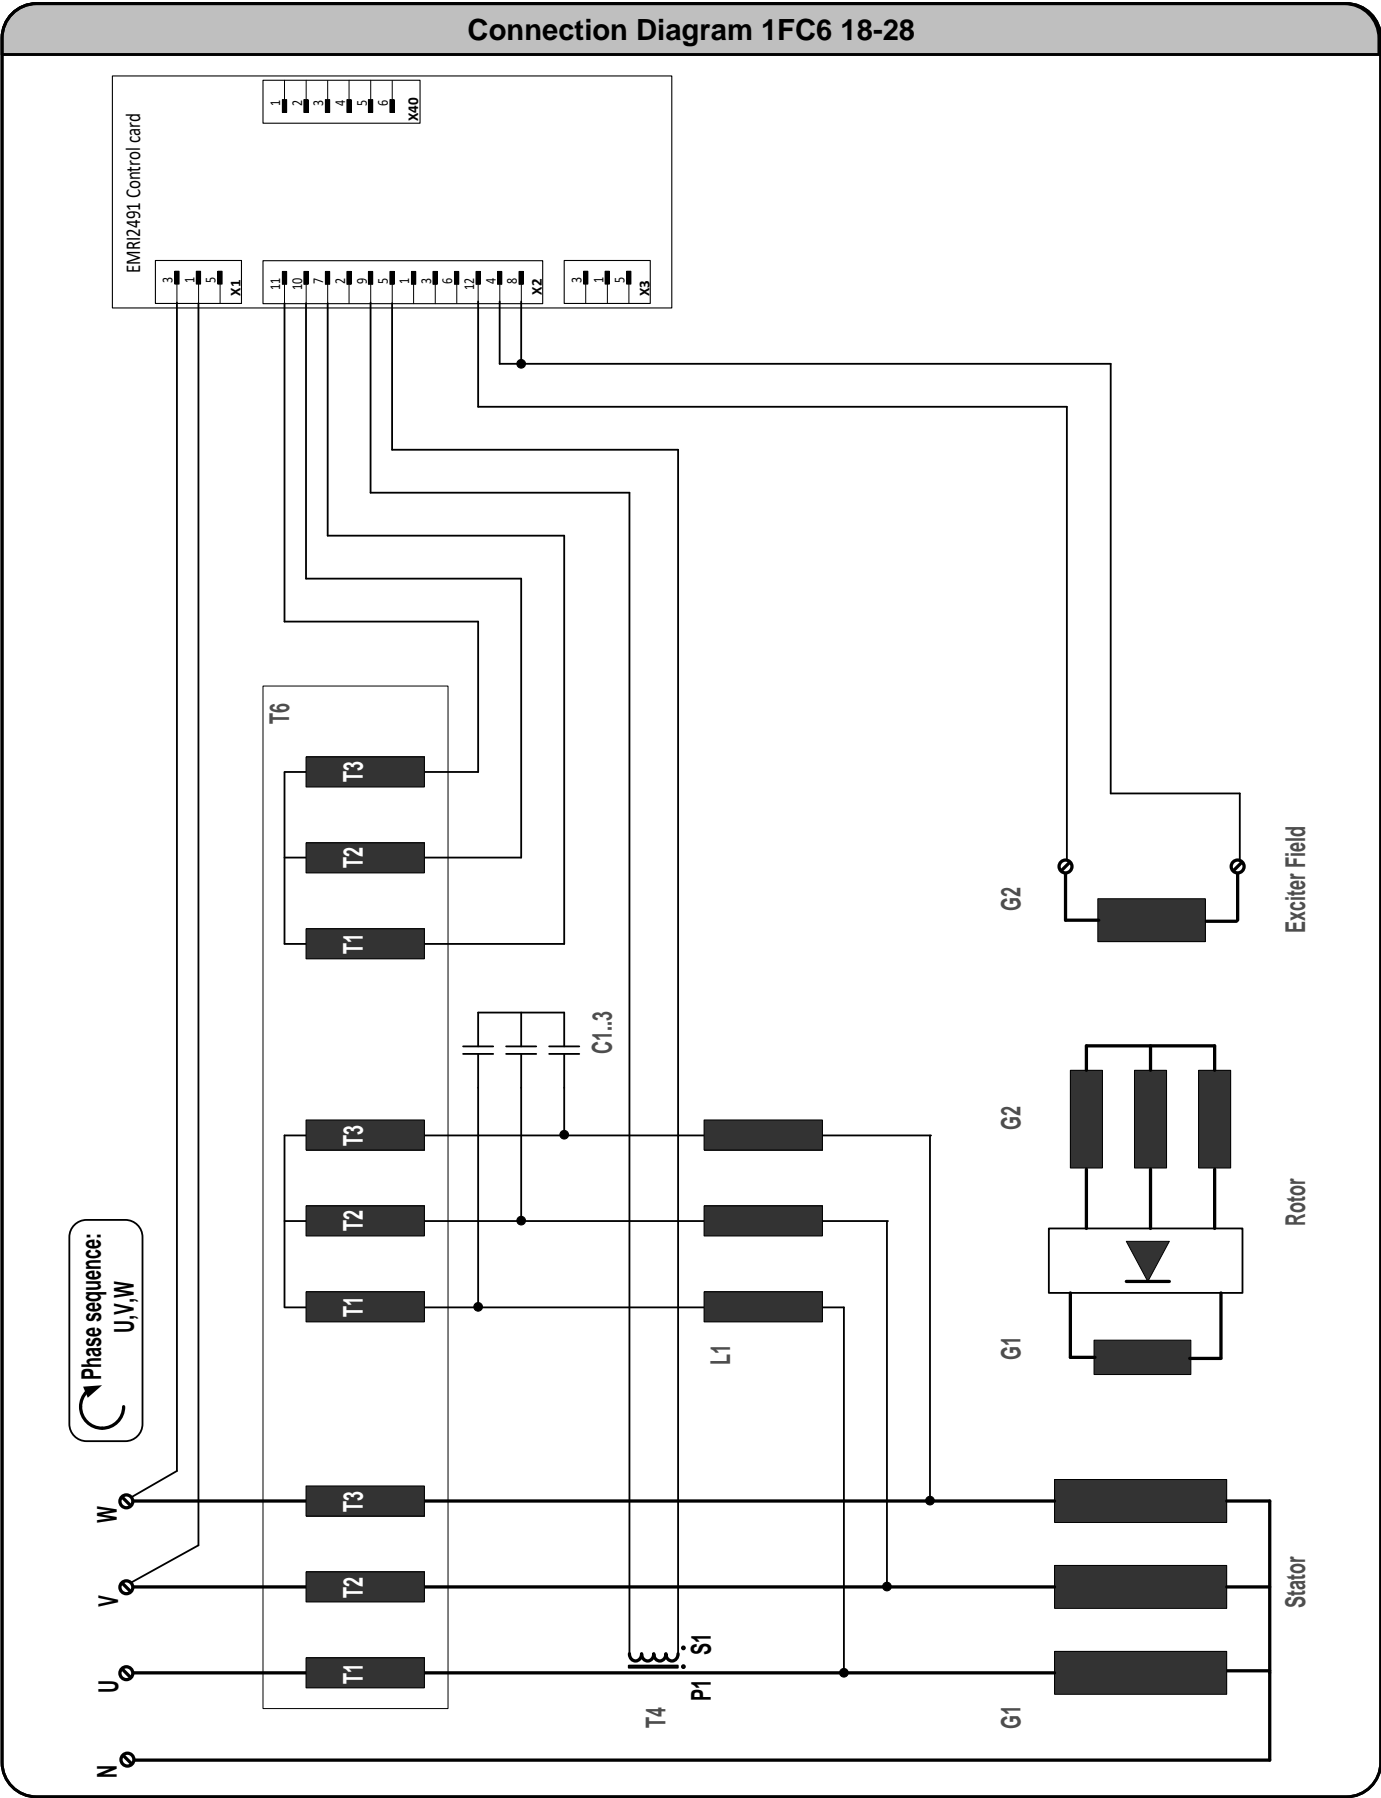 Connection Diagram 1FC6 18-28
EMRI2491 Control card
1
2
3
4
5
6
X40
3
1
5
X1
11
10
7
2
9
5
1
3
6
12
4
8
X2
3
1
5
X3
T6
T3
T2
T1
C1..3
T3
T2
T1
L1
Phase sequence:
U,V,W
G2
Exciter Field
G2
Rotor
G1
W
V
U
N
T3
T2
T1
T4
P1
S1
G1
Stator